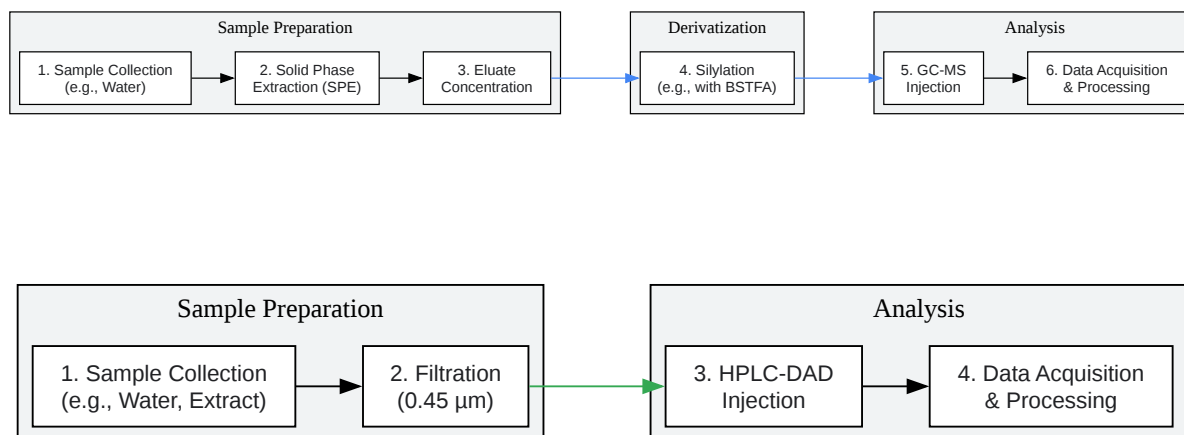 Sample Preparation
1. Sample Collection
(e.g., Water)
2. Solid Phase
Extraction (SPE)
3. Eluate
Concentration
Derivatization
4. Silylation
(e.g., with BSTFA)
Analysis
5. GC-MS
Injection
6. Data Acquisition
& Processing
Sample Preparation
1. Sample Collection
(e.g., Water, Extract)
2. Filtration
(0.45 µm)
Analysis
3. HPLC-DAD
Injection
4. Data Acquisition
& Processing